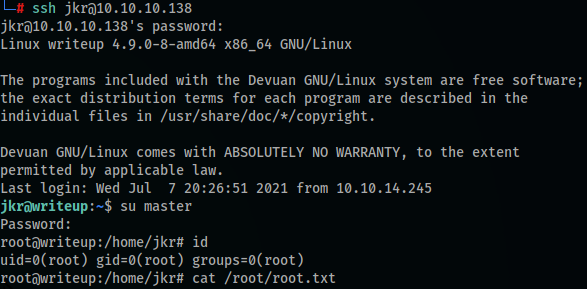 # ssh jkr@10.10.10.138
jkr@10.10.10.138's password:
Linux writeup 4.9.0-8-amd64 x86_64 GNU/Linux
The programs included with the Devuan GNU/Linux system are free software;
the exact distribution terms for each program are described in the
individual files in /usr/share/doc/*/copyright.
Devuan GNU/Linux comes with ABSOLUTELY NO WARRANTY, to the extent
permitted by applicable law.
Last login: Wed Jul  7 20:26:51 2021 from 10.10.14.245
jkr@writeup:~$ su master
Password:
root@writeup:/home/jkr# id
uid=0(root) gid=0(root) groups=0(root)
root@writeup:/home/jkr# cat /root/root.txt